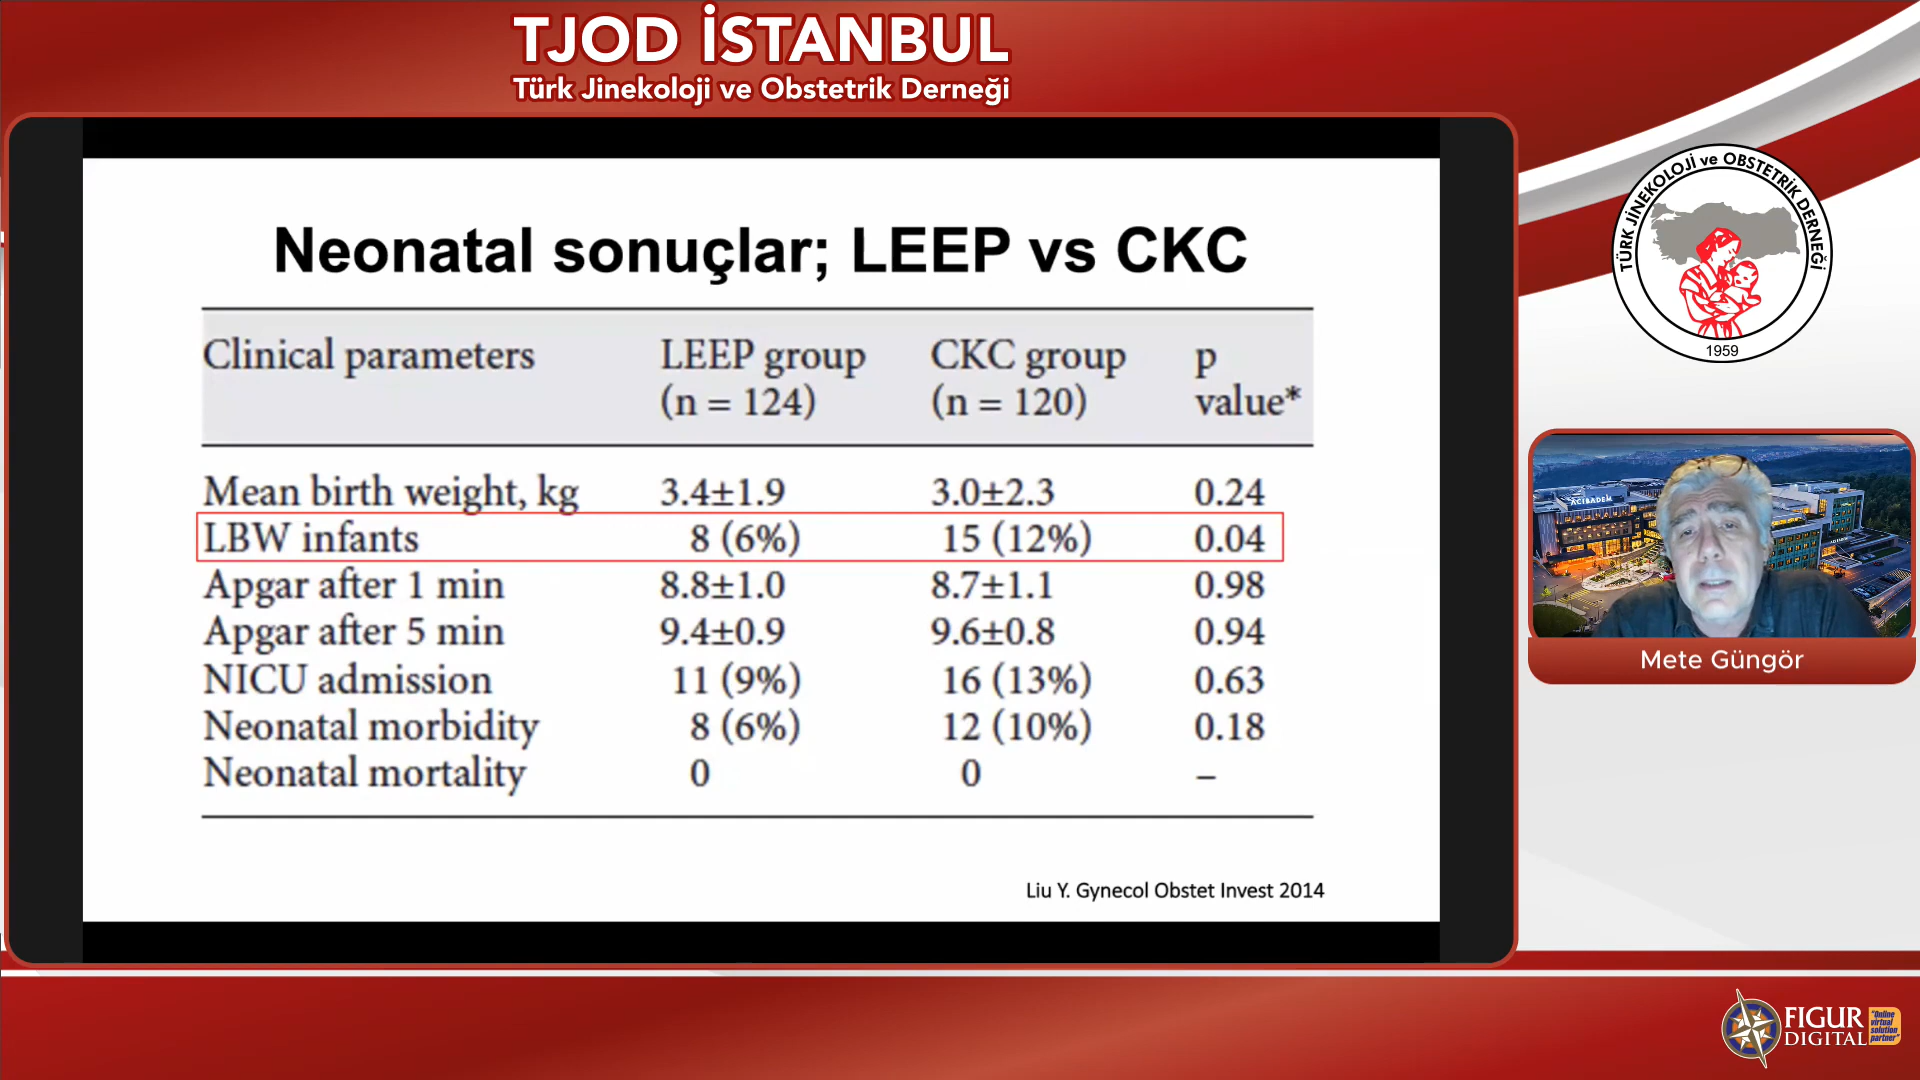 TJOD İSTANBUL
Türk Jinekoloji ve Obstetrik Derneği
Neonatal sonuçlar; LEEP vs CKC
Clinical parameters LEEP group (n = 124) CKC group (n = 120) p value*
Mean birth weight, kg 3.4±1.9 3.0±2.3 0.24
LBW infants 8 (6%) 15 (12%) 0.04
Apgar after 1 min 8.8±1.0 8.7±1.1 0.98
Apgar after 5 min 9.4±0.9 9.6±0.8 0.94
NICU admission 11 (9%) 16 (13%) 0.63
Neonatal morbidity 8 (6%) 12 (10%) 0.18
Neonatal mortality 0 0 –
Liu Y. Gynecol Obstet Invest 2014
TÜRK JİNEKOLOJİ ve OBSTETRİK DERNEĞİ
1959
ACIBADEM
Mete Güngör
FIGUR
DIGITAL
"Online
virtual
solution
partner"